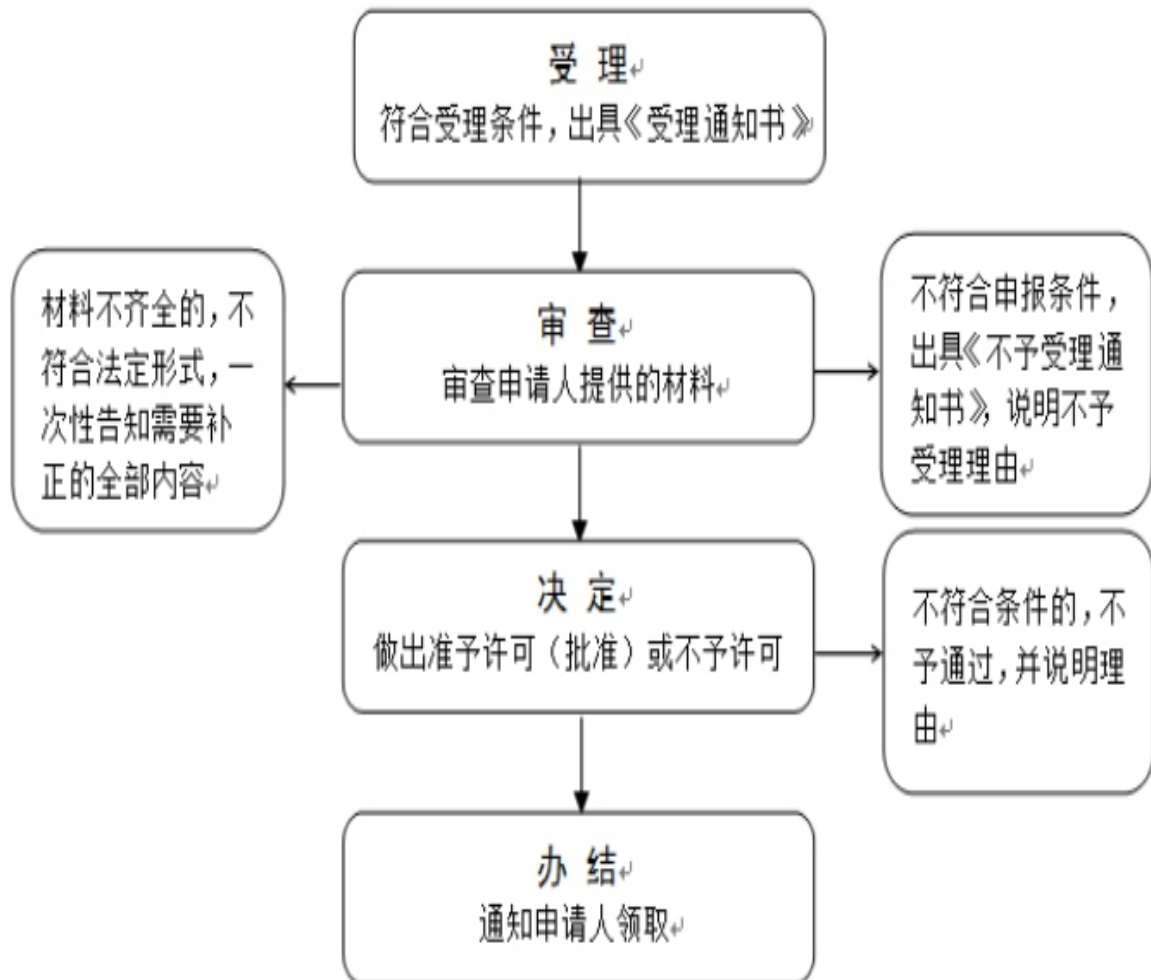 受 理
符合受理条件，出具《受理通知书》
材料不齐全的，不
符合法定形式，一
次性告知需要补
正的全部内容
审 查
审查申请人提供的材料
不符合申报条件，
出具《不予受理通
知书》，说明不予
受理理由
决 定
做出准予许可（批准）或不予许可
不符合条件的，不
予通过，并说明理
由
办 结
通知申请人领取